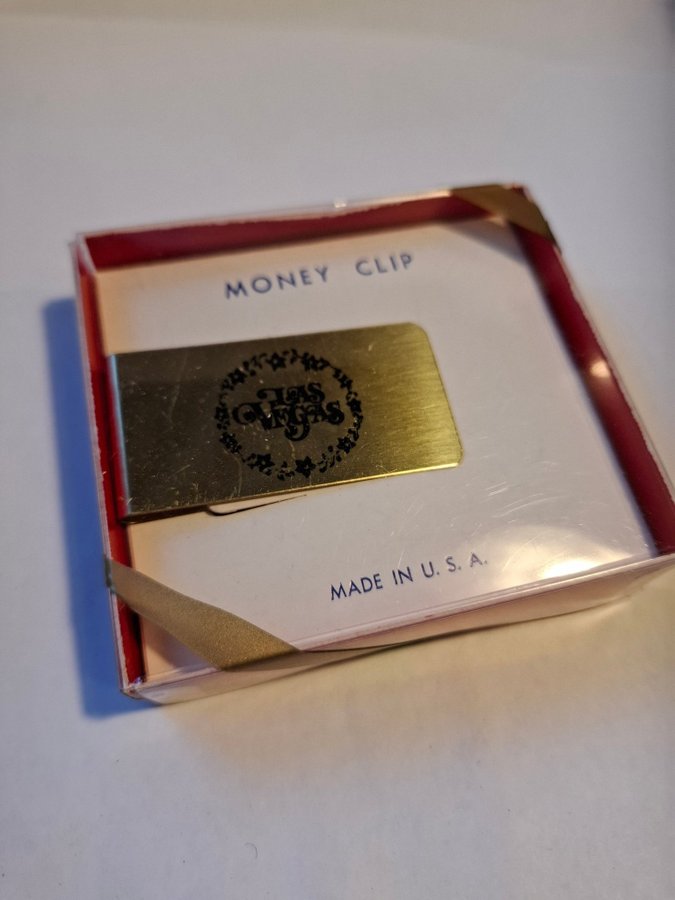 MONEY CLIP
LAS
VEGAS
MADE IN U. S. A.